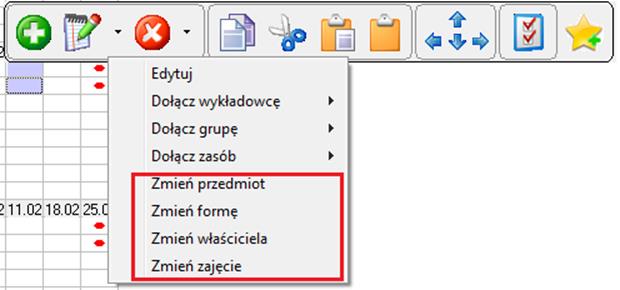 Edytuj
Dołącz wykładowcę
Dołącz grupę
Dołącz zasób
Zmień przedmiot
Zmień formę
Zmień właściciela
Zmień zajęcie
2 11.02 18.02 25.0